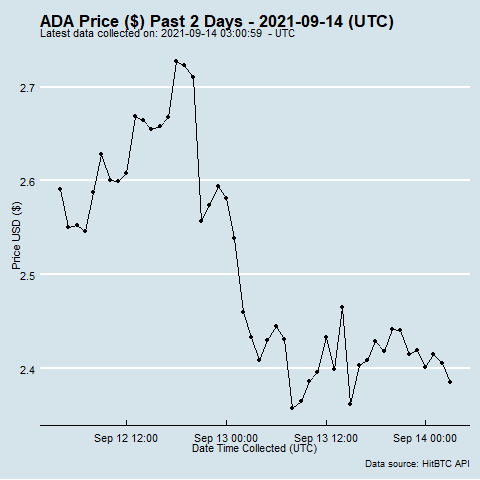 ADA Price ($) Past 2 Days - 2021-09-14 (UTC)
Latest data collected on: 2021-09-14 03:00:59 - UTC
2.7
2.6
2.5
2.4
Price USD ($)
Sep 12 12:00 Sep 13 00:00 Sep 13 12:00 Sep 14 00:00
Date Time Collected (UTC)
Data source: HitBTC API